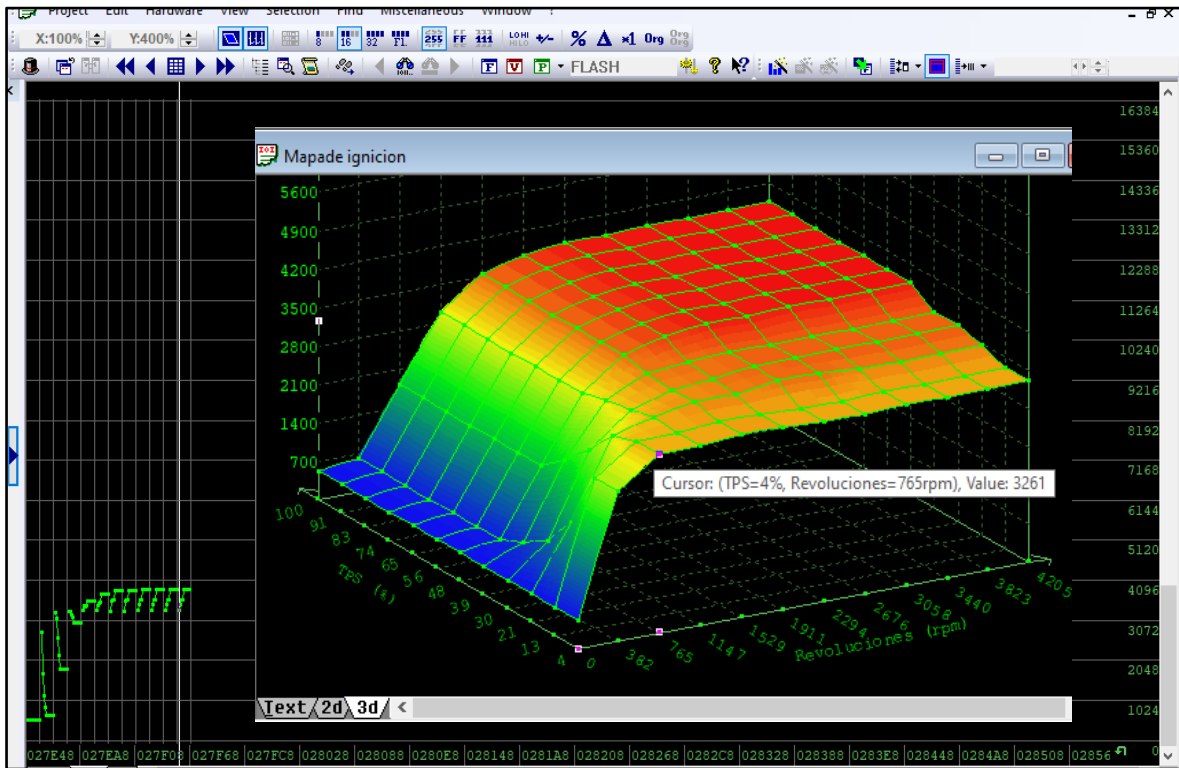 Project Edit Hardware View Selection Find Miscellaneous Window ?
X:100% Y:400% 8 16 32 Fl. 255 FF 111 LOHI HILO +/- % Δ ×1 Org Org
F V P FLASH
16384
15360
14336
13312
12288
11264
10240
9216
8192
7168
6144
5120
4096
3072
2048
1024
0
Mapade ignicion
5600
4900
4200
3500
2800
2100
1400
700
Cursor: (TPS=4%, Revoluciones=765rpm), Value: 3261
100 91 83 74 65 56 48 39 30 21 13 4
TPS (%)
0 382 765 1147 1529 1911 2294 2676 3058 3440 3823 4205
Revoluciones (rpm)
Text 2d 3d
027E48 027EA8 027F08 027F68 027FC8 028028 028088 0280E8 028148 0281A8 028208 028268 0282C8 028328 028388 0283E8 028448 0284A8 028508 02856